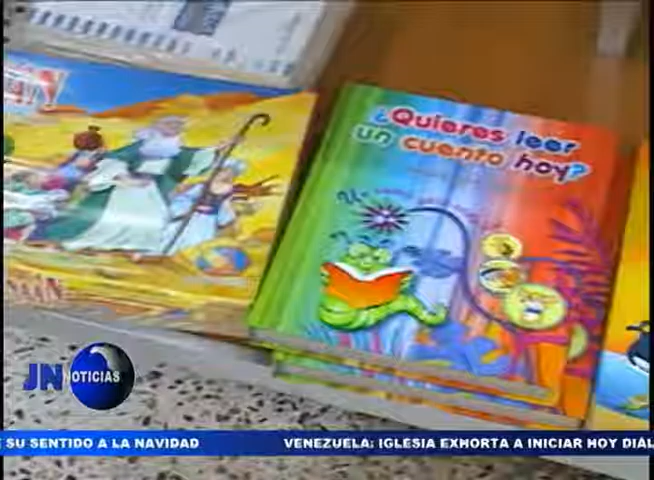 ¿Quieres leer
un cuento hoy?
JN NOTICIAS
E SU SENTIDO A LA NAVIDAD
VENEZUELA: IGLESIA EXHORTA A INICIAR HOY DIÁL